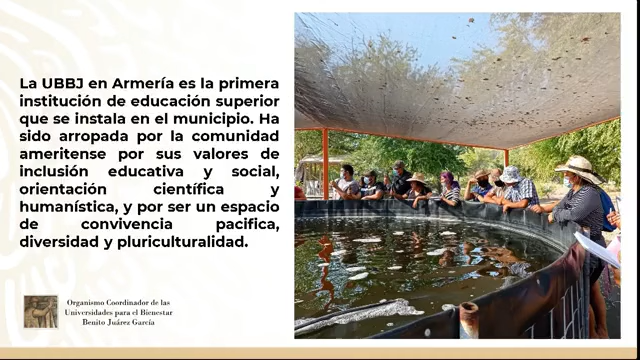 La UBBJ en Armería es la primera
institución de educación superior
que se instala en el municipio. Ha
sido arropada por la comunidad
ameritense por sus valores de
inclusión educativa y social,
orientación científica y
humanística, y por ser un espacio
de convivencia pacifica,
diversidad y pluriculturalidad.
Organismo Coordinador de las
Universidades para el Bienestar
Benito Juárez García